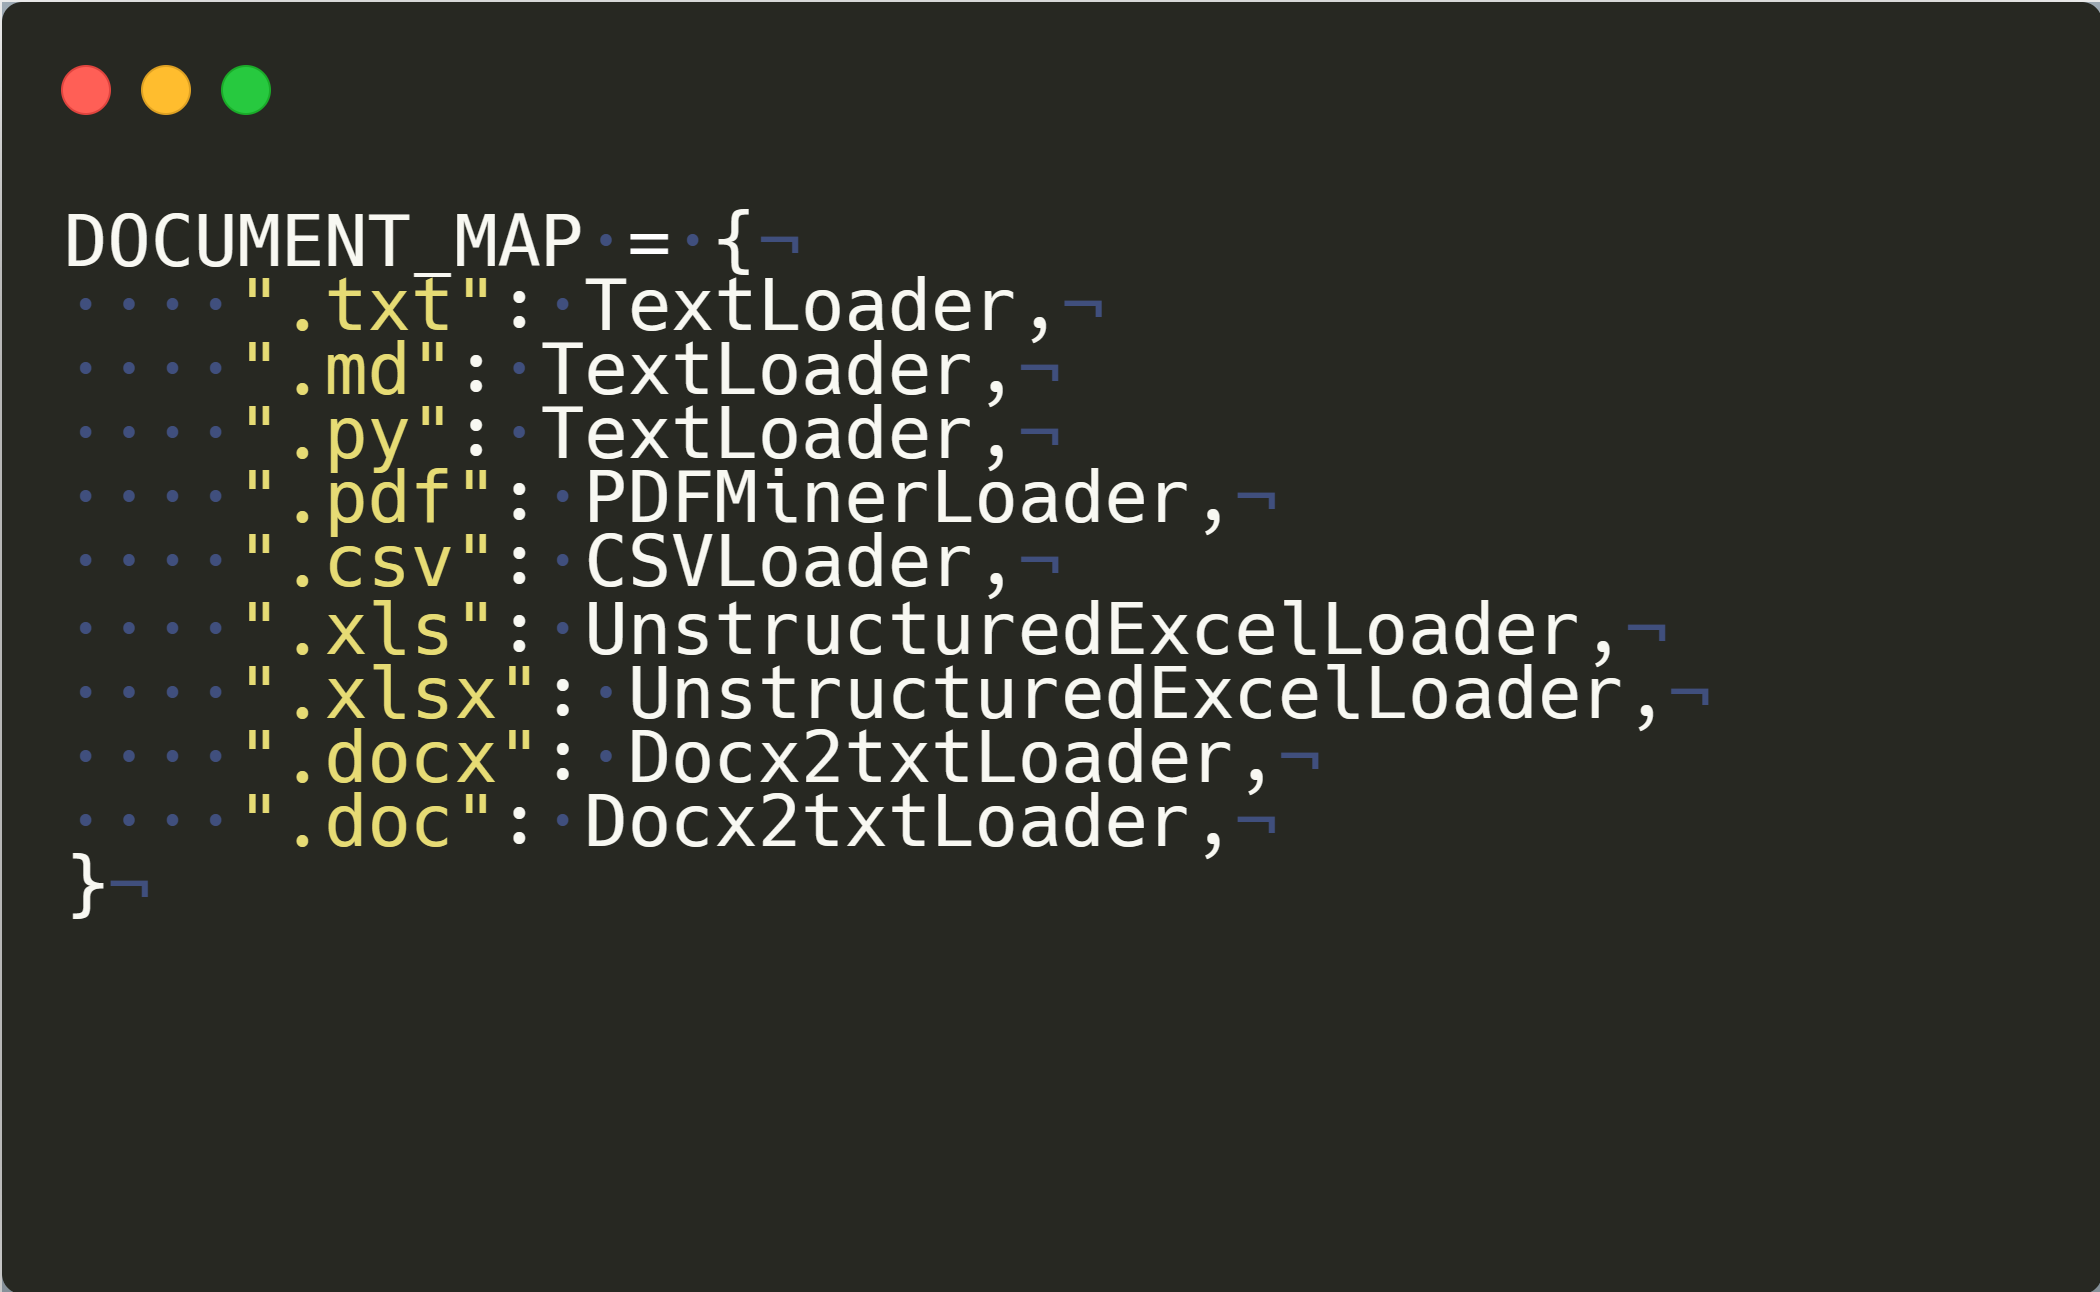 DOCUMENT_MAP·=·{¬
····".txt":·TextLoader,¬
····".md":·TextLoader,¬
····".py":·TextLoader,¬
····".pdf":·PDFMinerLoader,¬
····".csv":·CSVLoader,¬
····".xls":·UnstructuredExcelLoader,¬
····".xlsx":·UnstructuredExcelLoader,¬
····".docx":·Docx2txtLoader,¬
····".doc":·Docx2txtLoader,¬
}¬